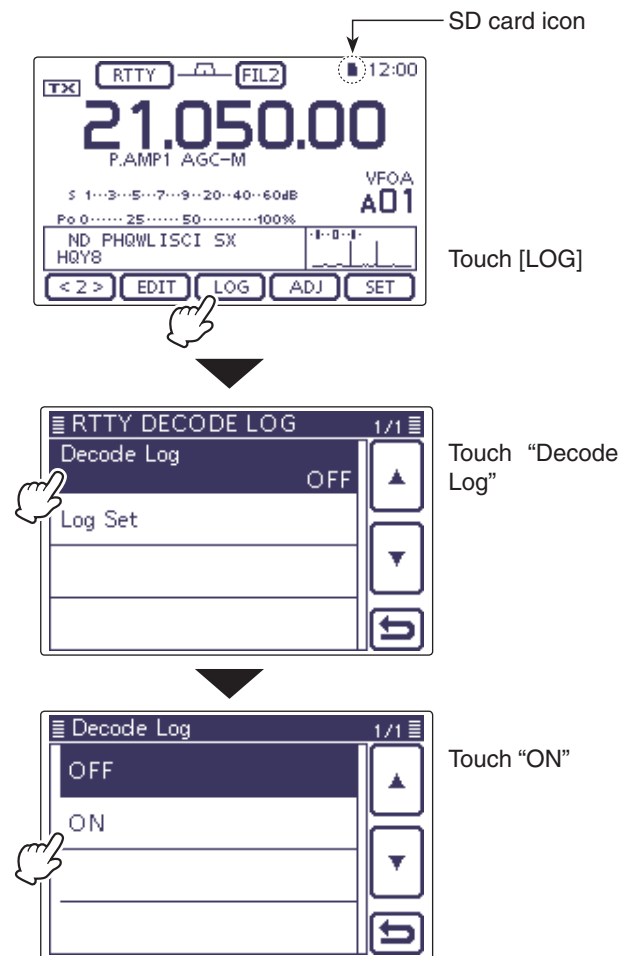 SD card icon
RTTY FIL2 12:00
TX
21.050.00
P.AMP1 AGC-M
VFOA
S 1···3···5···7···9··20··40··60dB
A01
Po 0······25······50··········100%
ND PHQWLISCI SX
HQY8
Touch [LOG]
< 2 > EDIT LOG ADJ SET
RTTY DECODE LOG 1/1
Decode Log
OFF
Touch “Decode
Log”
Log Set
Decode Log 1/1
OFF
Touch “ON”
ON